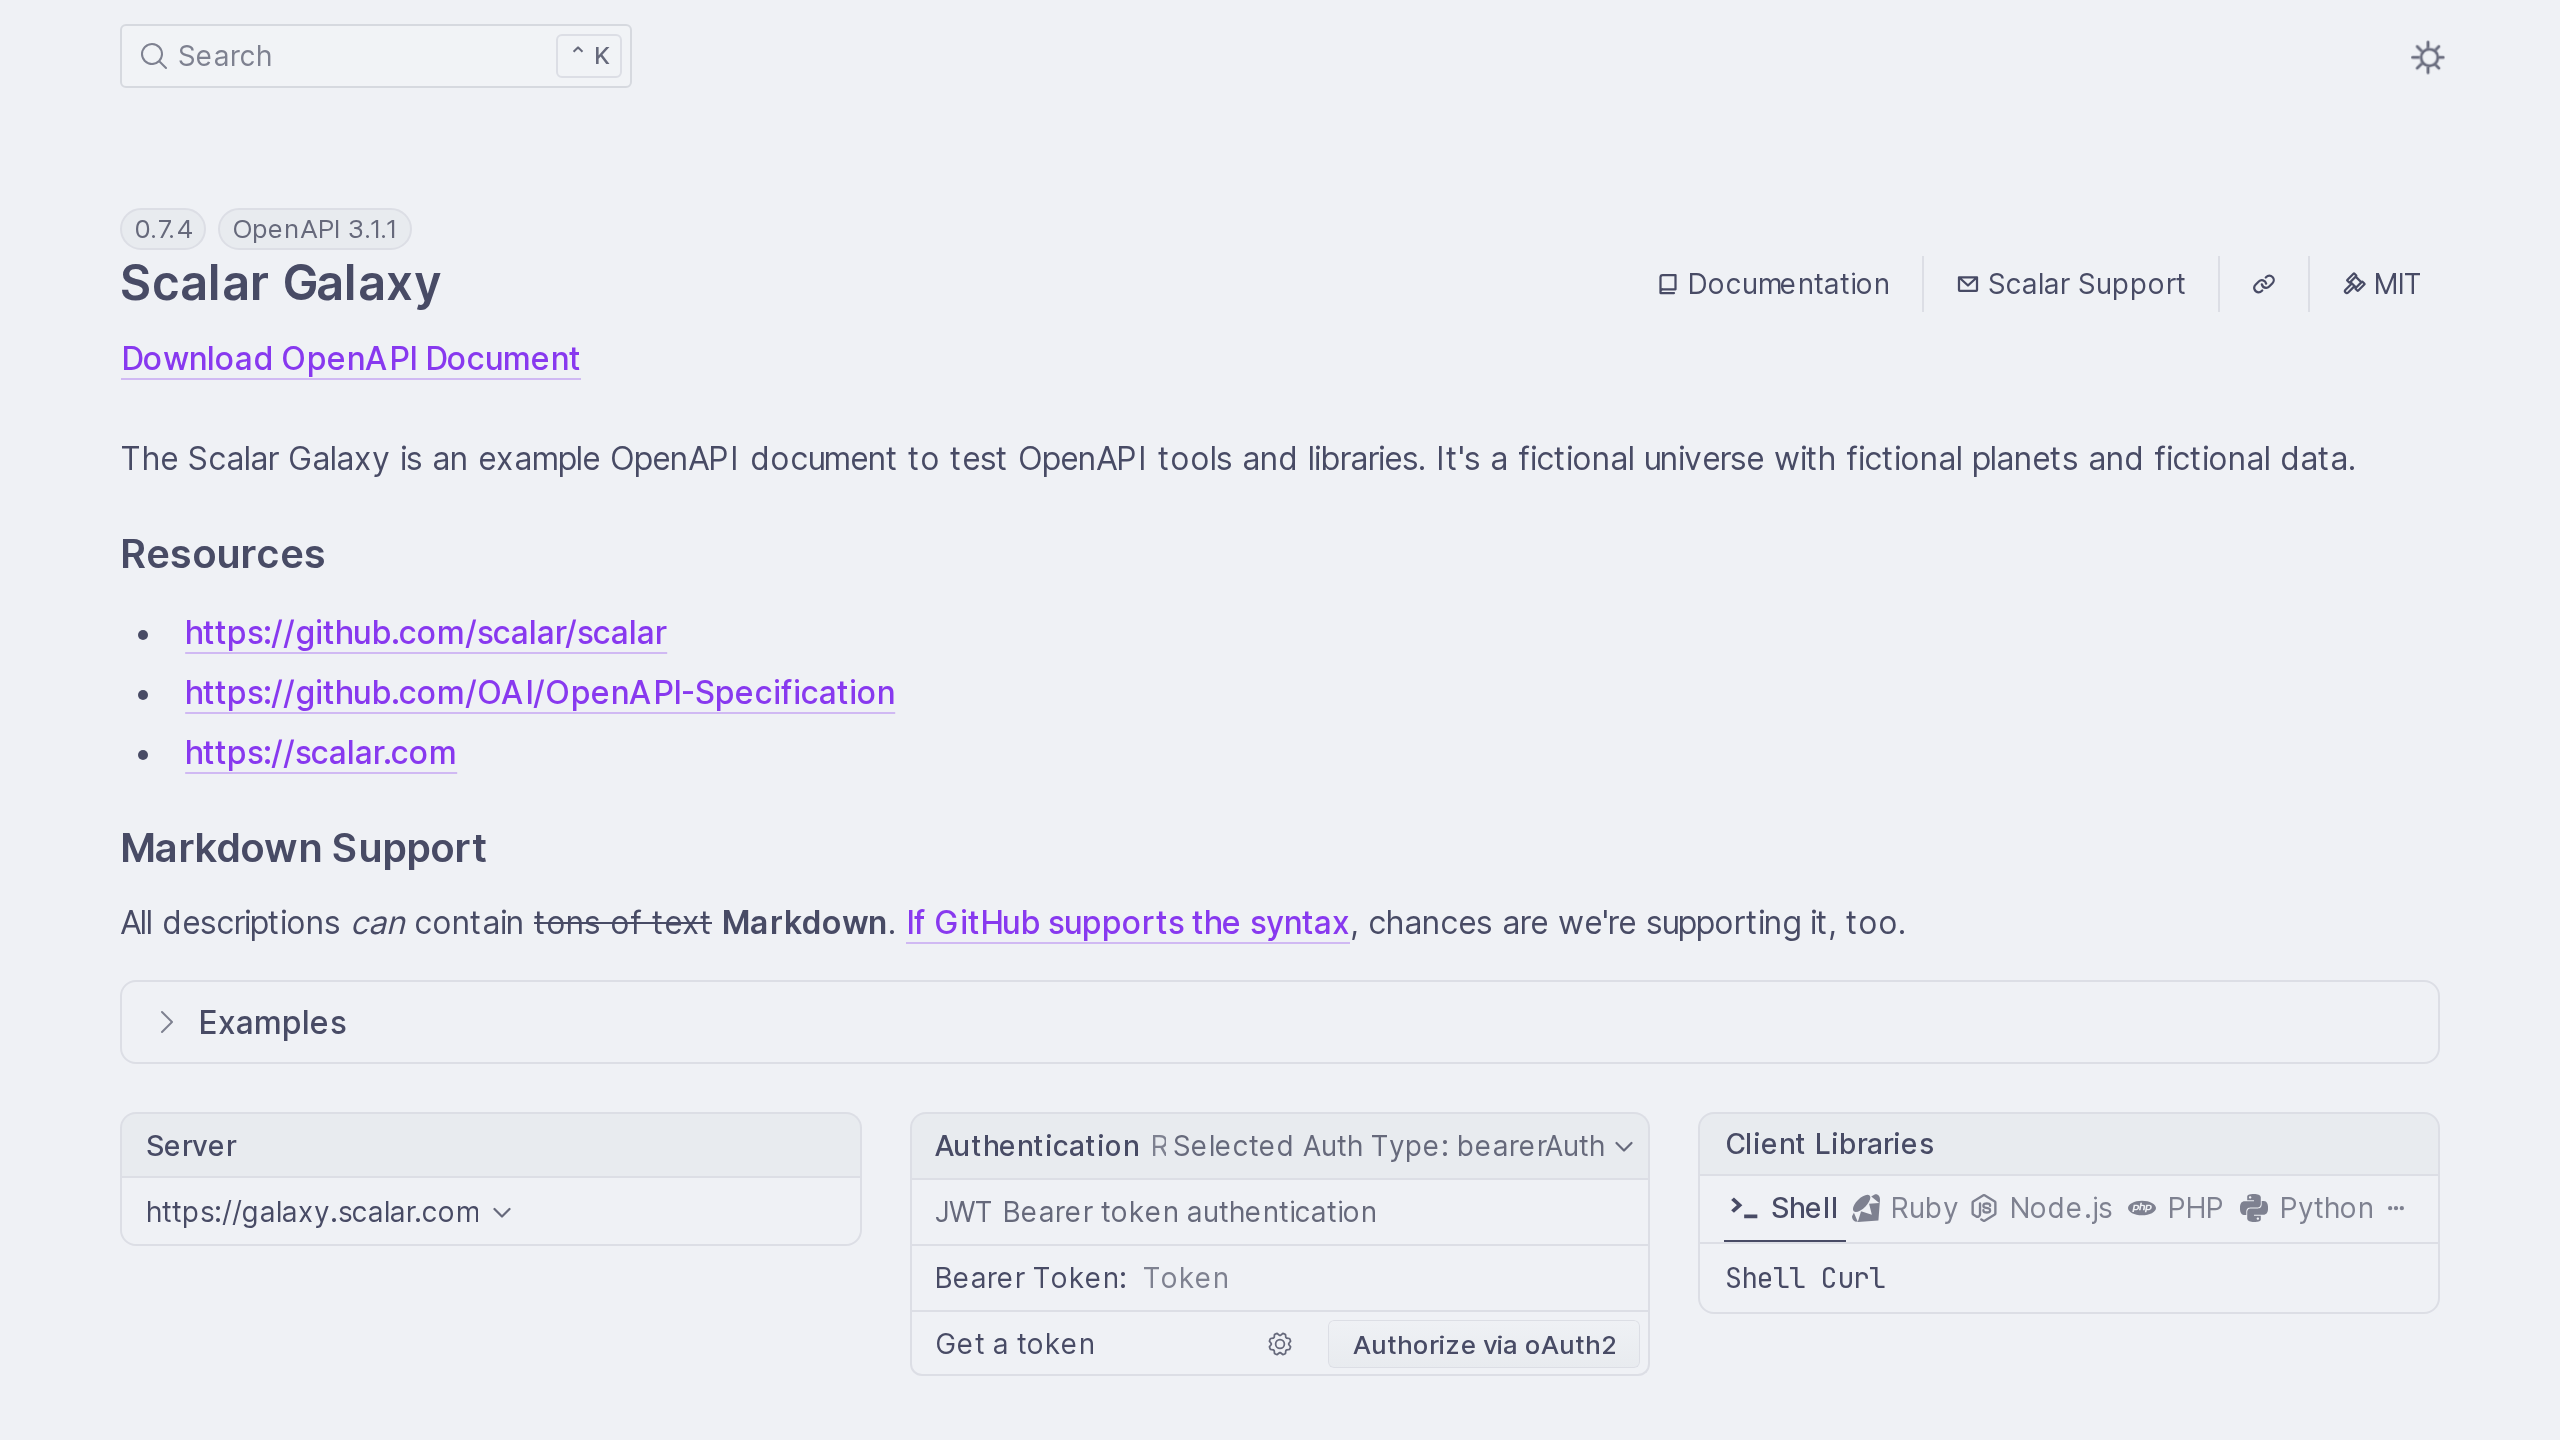 Search
⌃ K
0.7.4 OpenAPI 3.1.1
Scalar Galaxy
Documentation
Scalar Support
MIT
Download OpenAPI Document
The Scalar Galaxy is an example OpenAPI document to test OpenAPI tools and libraries. It's a fictional universe with fictional planets and fictional data.
Resources
https://github.com/scalar/scalar
https://github.com/OAI/OpenAPI-Specification
https://scalar.com
Markdown Support
All descriptions can contain tons of text Markdown. If GitHub supports the syntax, chances are we're supporting it, too.
Examples
Server
https://galaxy.scalar.com
Authentication R Selected Auth Type: bearerAuth
JWT Bearer token authentication
Bearer Token: Token
Get a token
Authorize via oAuth2
Client Libraries
Shell Ruby Node.js PHP Python ···
Shell Curl